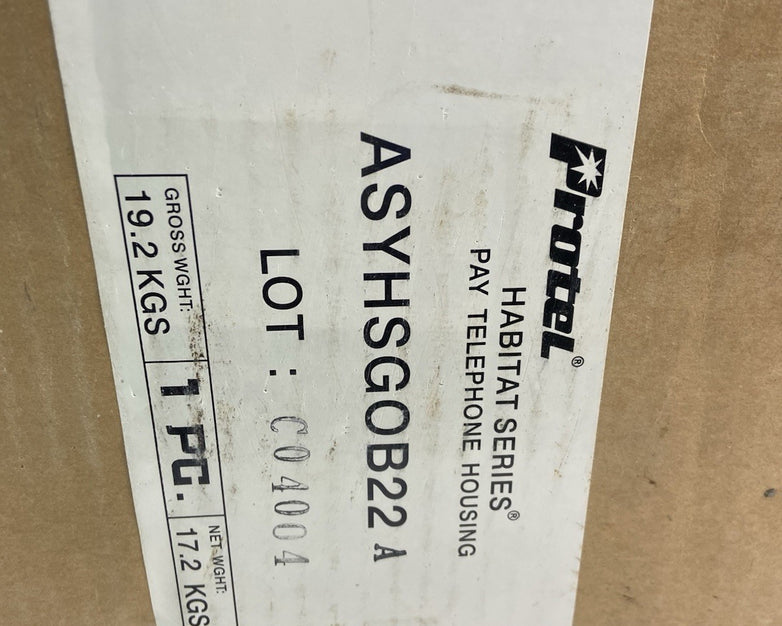 Protel®
HABITAT SERIES®
PAY TELEPHONE HOUSING
ASYHSGOB22 A
LOT : C04004
GROSS WGHT:
19.2 KGS
1 PC.
NET WGHT:
17.2 KGS